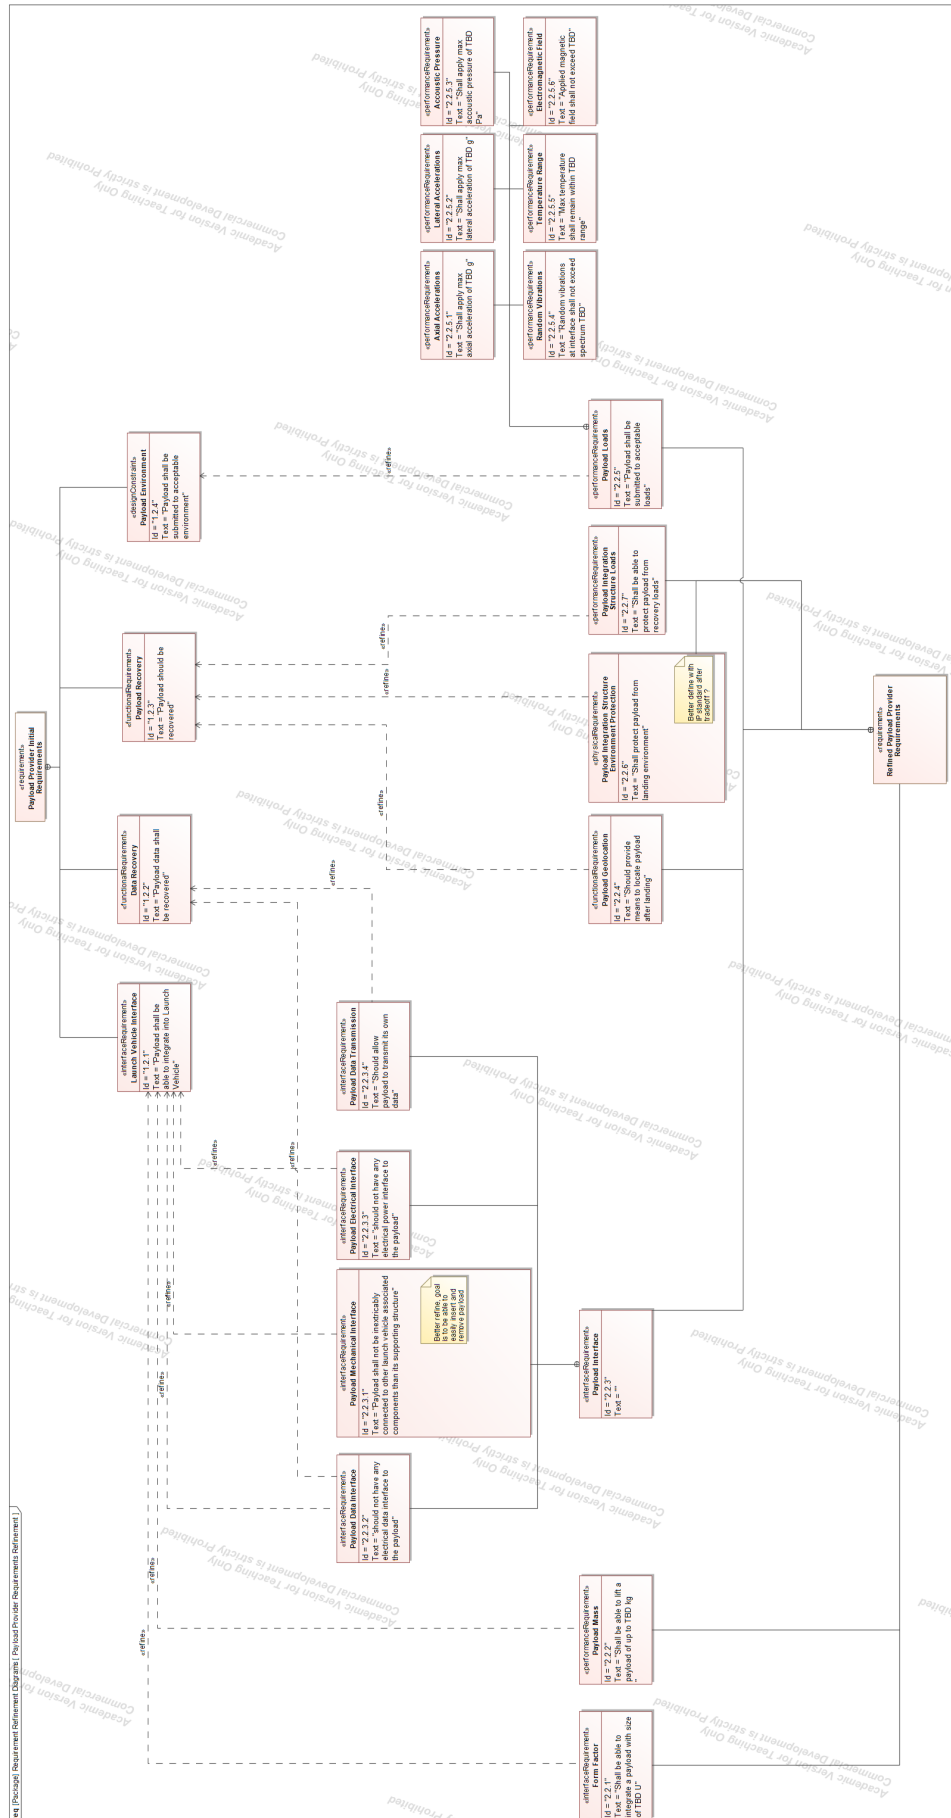 req [Package] Requirement Refinement Diagrams [ Payload Provider Requirements Refinement ]
«requirement»
Payload Provider Initial
Requirements
«interfaceRequirement»
Launch Vehicle Interface
Id = "1.2.1"
Text = "Payload shall be
able to integrate into Launch
Vehicle"
«functionalRequirement»
Data Recovery
Id = "1.2.2"
Text = "Payload data shall
be recovered"
«functionalRequirement»
Payload Recovery
Id = "1.2.3"
Text = "Payload should be
recovered"
«designConstraint»
Payload Environment
Id = "1.2.4"
Text = "Payload shall be
submitted to acceptable
environment"
«refine»
«refine»
«refine»
«refine»
«refine»
«refine»
«refine»
«refine»
«refine»
«refine»
«refine»
«interfaceRequirement»
Payload Data Interface
Id = "2.2.3.2"
Text = "should not have any
electrical data interface to
the payload"
«interfaceRequirement»
Payload Mechanical Interface
Id = "2.2.3.1"
Text = "Payload shall not be inextricably
connected to other launch vehicle associated
components than its supporting structure"
Better refine, goal
is to be able to
easily insert and
remove payload
«interfaceRequirement»
Payload Electrical Interface
Id = "2.2.3.3"
Text = "should not have any
electrical power interface to
the payload"
«interfaceRequirement»
Payload Data Transmission
Id = "2.2.3.4"
Text = "Should allow
payload to transmit its own
data"
«performanceRequirement»
Axial Accelerations
Id = "2.2.5.1"
Text = "Shall apply max
axial acceleration of TBD g"
«performanceRequirement»
Lateral Accelerations
Id = "2.2.5.2"
Text = "Shall apply max
lateral acceleration of TBD g"
«performanceRequirement»
Accoustic Pressure
Id = "2.2.5.3"
Text = "Shall apply max
accoustic pressure of TBD
Pa"
«performanceRequirement»
Random Vibrations
Id = "2.2.5.4"
Text = "Random vibrations
at interface shall not exceed
spectrum TBD"
«performanceRequirement»
Temperature Range
Id = "2.2.5.5"
Text = "Max temperature
shall remain within TBD
range"
«performanceRequirement»
Electromagnetic Field
Id = "2.2.5.6"
Text = "Applied magnetic
field shall not exceed TBD"
«interfaceRequirement»
Form Factor
Id = "2.2.1"
Text = "Shall be able to
integrate a payload with size
of TBD U"
«performanceRequirement»
Payload Mass
Id = "2.2.2"
Text = "Shall be able to lift a
payload of up to TBD kg
"
«interfaceRequirement»
Payload Interface
Id = "2.2.3"
Text = ""
«functionalRequirement»
Payload Geolocation
Id = "2.2.4"
Text = "Should provide
means to locate payload
after landing"
«physicalRequirement»
Payload Integration Structure
Environment Protection
Id = "2.2.6"
Text = "Shall protect payload from
landing environment"
Better define with
IPstandard after
tradeoff ?
«performanceRequirement»
Payload Integration
Structure Loads
Id = "2.2.7"
Text = "Shall be able to
protect payload from
recovery loads"
«performanceRequirement»
Payload Loads
Id = "2.2.5"
Text = "Payload shall be
submitted to acceptable
loads"
«requirement»
Refined Payload Provider
Requirements
Academic Version for Teaching Only
Commercial Development is strictly Prohibited